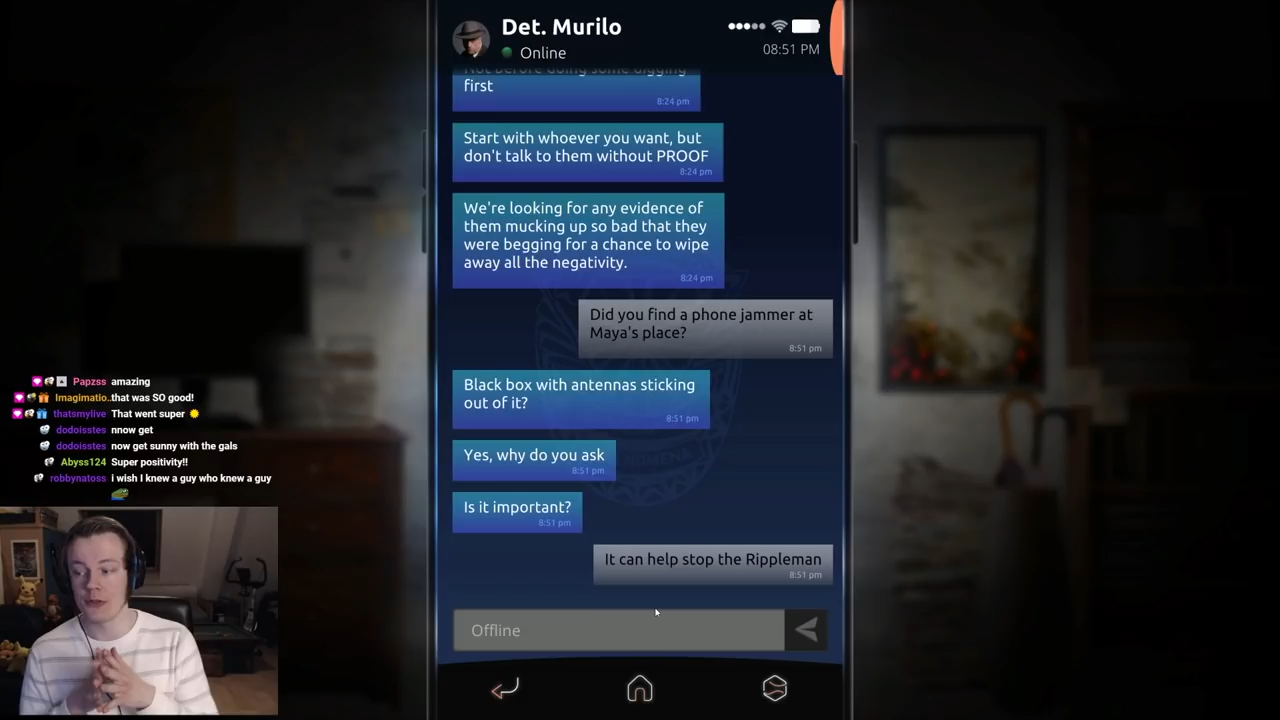 Det. Murilo
Online
08:51 PM
Not before doing some digging
first
8:24 pm
Start with whoever you want, but
don't talk to them without PROOF
8:24 pm
We're looking for any evidence of
them mucking up so bad that they
were begging for a chance to wipe
away all the negativity.
8:24 pm
Did you find a phone jammer at
Maya's place?
8:51 pm
Black box with antennas sticking
out of it?
8:51 pm
Yes, why do you ask
8:51 pm
Is it important?
8:51 pm
It can help stop the Rippleman
8:51 pm
Offline
Papzss amazing
Imaginatio.. that was SO good!
thatsmylive That went super
dodoisstes nnow get
dodoisstes now get sunny with the gals
Abyss124 Super positivity!!
robbynatoss i wish I knew a guy who knew a guy